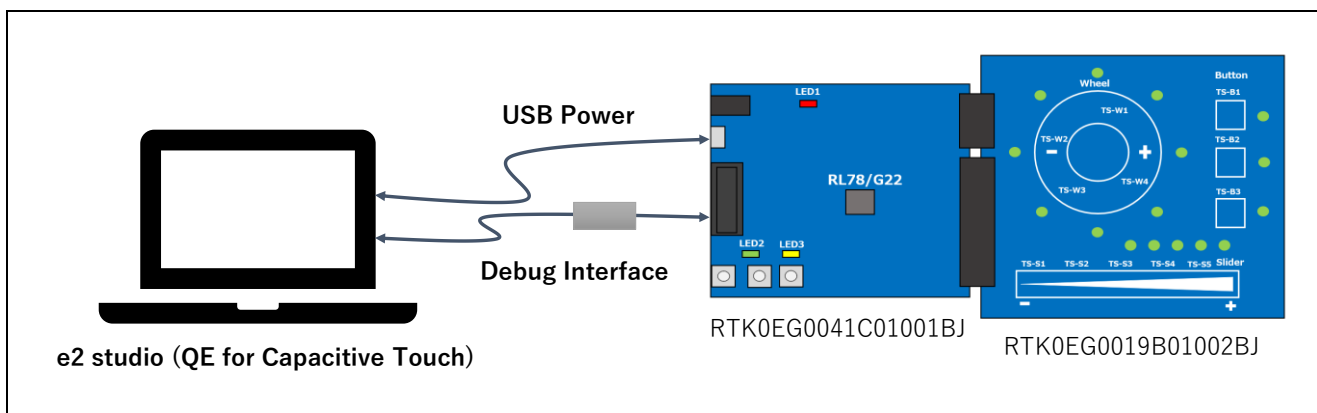 USB Power
Debug Interface
e2 studio (QE for Capacitive Touch)
LED1
RL78/G22
LED2
LED3
RTK0EG0041C01001BJ
Wheel
Button
TS-B1
TS-W1
TS-W2
TS-B2
- +
TS-W3
TS-W4
TS-B3
TS-S1
TS-S2
TS-S3
TS-S4
TS-S5
Slider
- +
RTK0EG0019B01002BJ